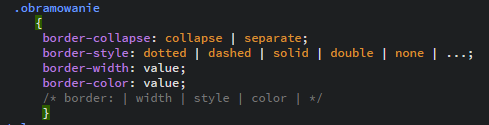 .obramowanie
{
border-collapse: collapse | separate;
border-style: dotted | dashed | solid | double | none | ...;
border-width: value;
border-color: value;
/* border: | width | style | color | */
}